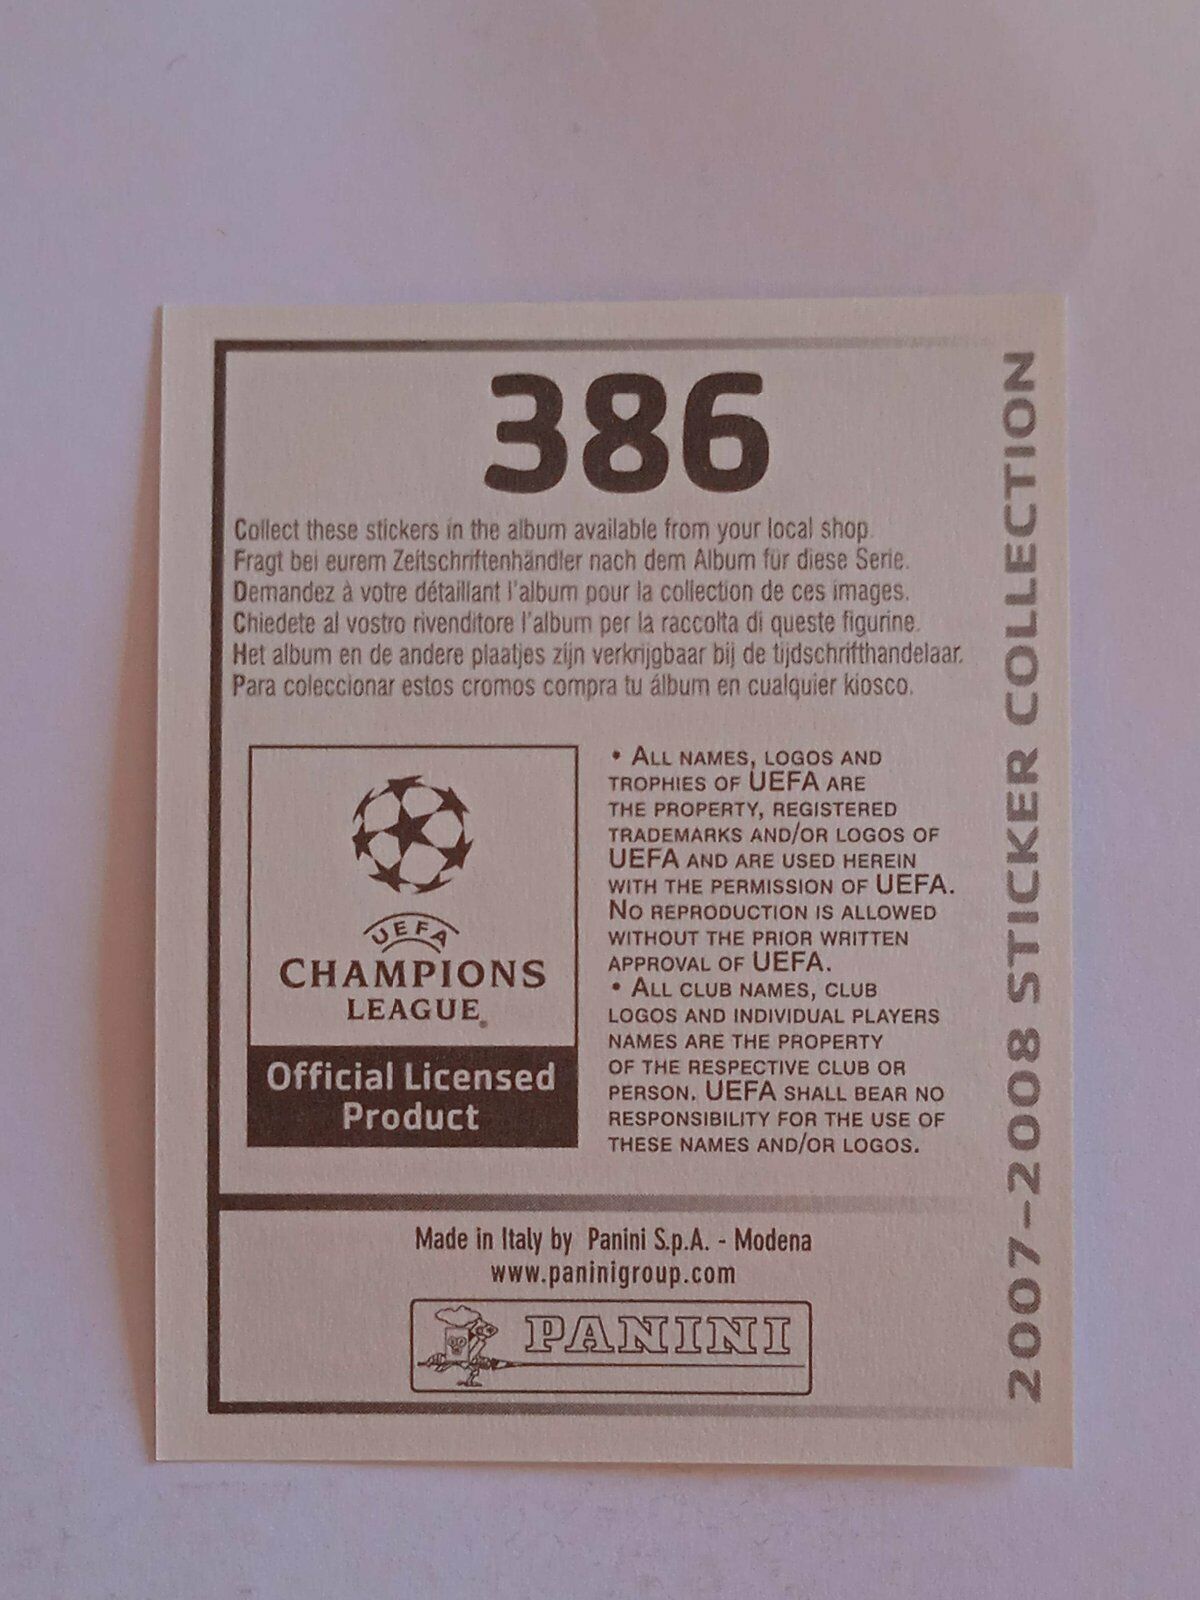 386
Collect these stickers in the album available from your local shop.
Fragt bei eurem Zeitschriftenhändler nach dem Album für diese Serie.
Demandez à votre détaillant l'album pour la collection de ces images.
Chiedete al vostro rivenditore l'album per la raccolta di queste figurine.
Het album en de andere plaatjes zijn verkrijgbaar bij de tijdschrifthandelaar.
Para coleccionar estos cromos compra tu álbum en cualquier kiosco.
UEFA
CHAMPIONS
LEAGUE®
Official Licensed
Product
• ALL NAMES, LOGOS AND
TROPHIES OF UEFA ARE
THE PROPERTY, REGISTERED
TRADEMARKS AND/OR LOGOS OF
UEFA AND ARE USED HEREIN
WITH THE PERMISSION OF UEFA.
NO REPRODUCTION IS ALLOWED
WITHOUT THE PRIOR WRITTEN
APPROVAL OF UEFA.
• ALL CLUB NAMES, CLUB
LOGOS AND INDIVIDUAL PLAYERS
NAMES ARE THE PROPERTY
OF THE RESPECTIVE CLUB OR
PERSON. UEFA SHALL BEAR NO
RESPONSIBILITY FOR THE USE OF
THESE NAMES AND/OR LOGOS.
Made in Italy by Panini S.p.A. - Modena
www.paninigroup.com
PANINI
2007-2008 STICKER COLLECTION